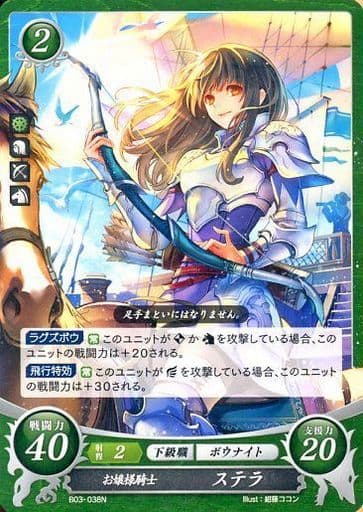 2
足手まといにはなりません。
ラグズボウ 常 このユニットが か を攻撃している場合、この
ユニットの戦闘力は+20される。
飛行特効 常 このユニットが を攻撃している場合、このユニット
の戦闘力は+30される。
戦闘力
40
射程 2
下級職
ボウナイト
支援力
20
お嬢様騎士 ステラ
B03-038N
Illust:紺羅ココン